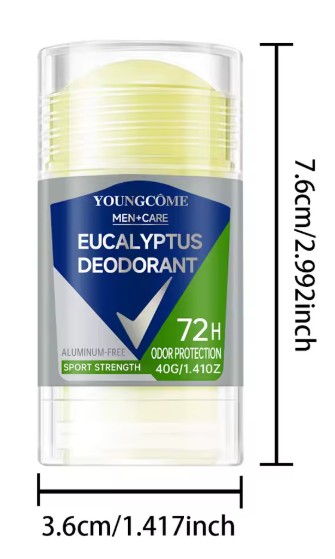 YOUNGCÔME
MEN+CARE
EUCALYPTUS
DEODORANT
72H
ALUMINUM-FREE
ODOR PROTECTION
SPORT STRENGTH
40G/1.41OZ
7.6cm/2.992inch
3.6cm/1.417inch